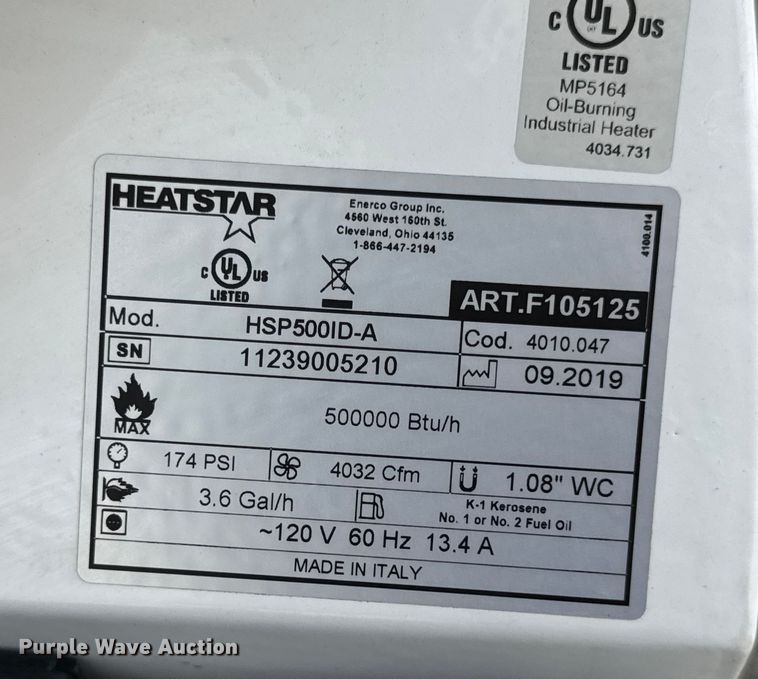 C UL US
LISTED
MP5164
Oil-Burning
Industrial Heater
4034.731
HEATSTAR
Enerco Group Inc.
4560 West 160th St.
Cleveland, Ohio 44135
1-866-447-2194
4100.014
C UL US
LISTED
ART.F105125
Mod. HSP500ID-A
Cod. 4010.047
SN 11239005210
09.2019
MAX
500000 Btu/h
174 PSI
4032 Cfm
1.08" WC
3.6 Gal/h
K-1 Kerosene
No. 1 or No. 2 Fuel Oil
~120 V 60 Hz 13.4 A
MADE IN ITALY
Purple Wave Auction